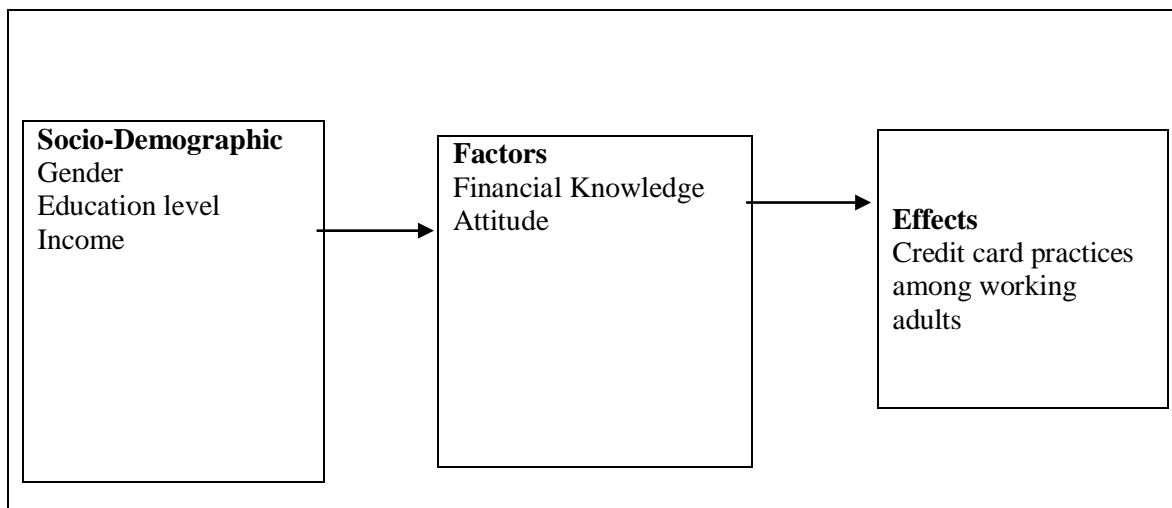 Socio-Demographic
Gender
Education level
Income
Factors
Financial Knowledge
Attitude
Effects
Credit card practices
among working
adults